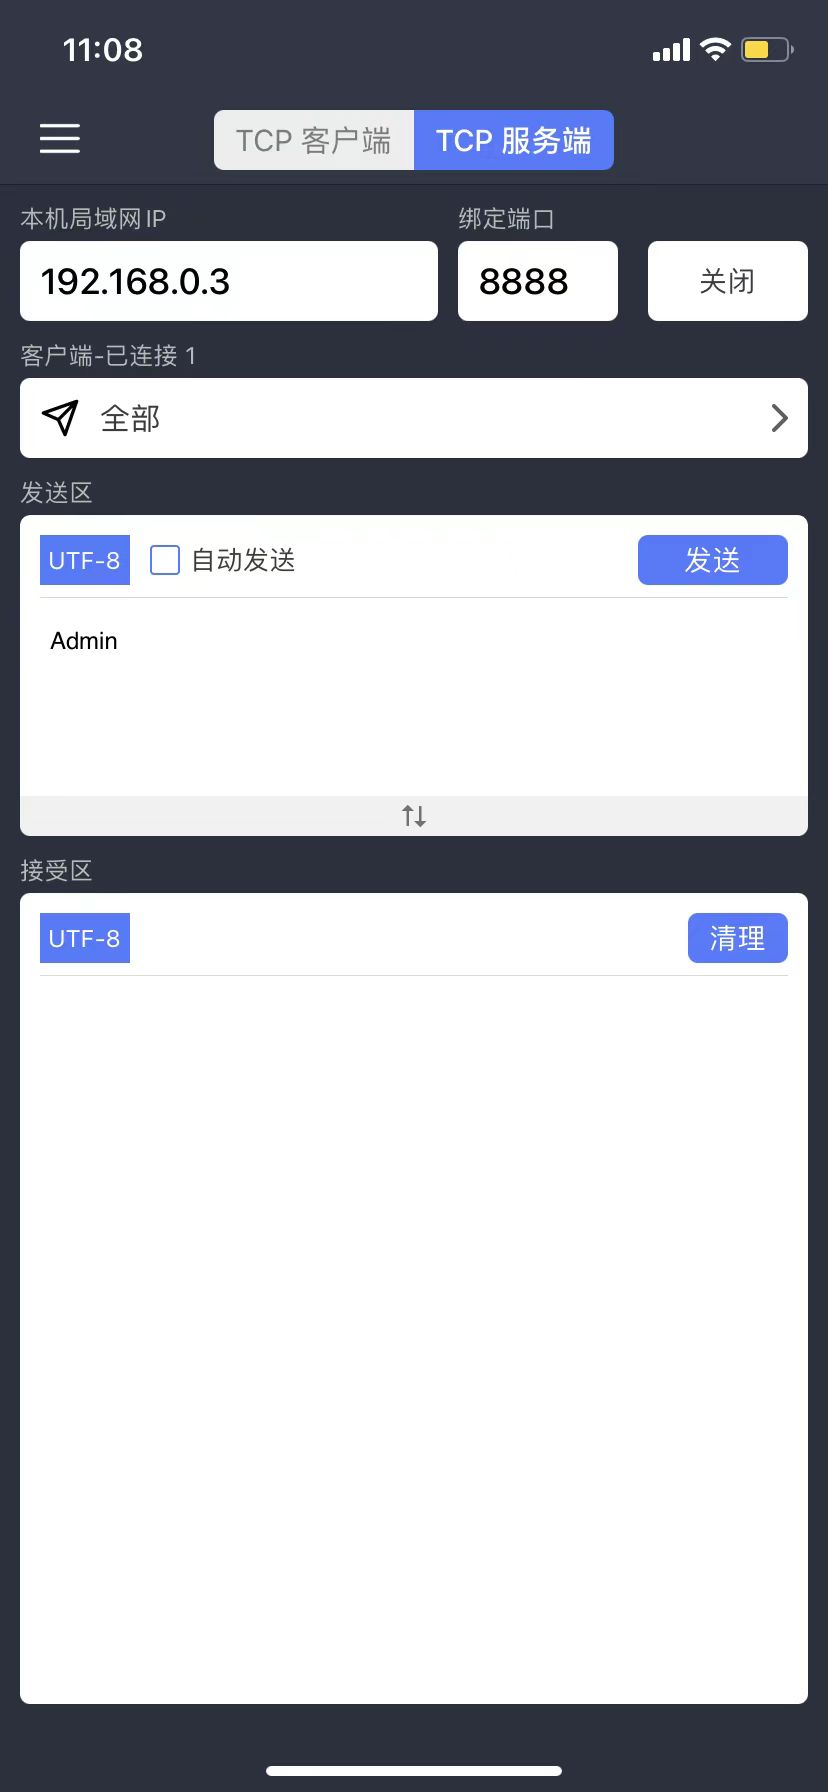 11:08
TCP 客户端 TCP 服务端
本机局域网IP 绑定端口
192.168.0.3 8888 关闭
客户端-已连接 1
全部
发送区
UTF-8 自动发送 发送
Admin
接受区
UTF-8 清理